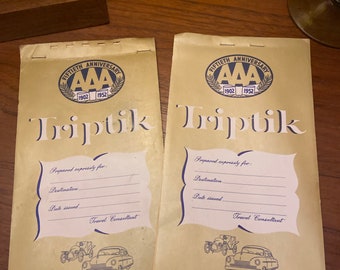 FIFTIETH ANNIVERSARY
AAA
1902 1952
Triptik
Prepared expressly for:
Destination
Date issued
Travel Consultant
FIFTIETH ANNIVERSARY
AAA
1902 1952
Triptik
Prepared expressly for:
Destination
Date issued
Travel Consultant